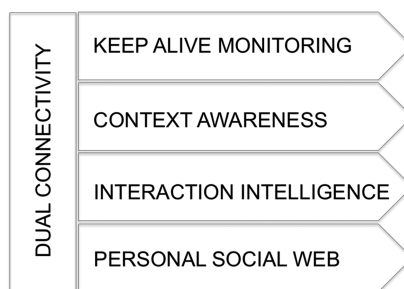 DUAL CONNECTIVITY
KEEP ALIVE MONITORING
CONTEXT AWARENESS
INTERACTION INTELLIGENCE
PERSONAL SOCIAL WEB